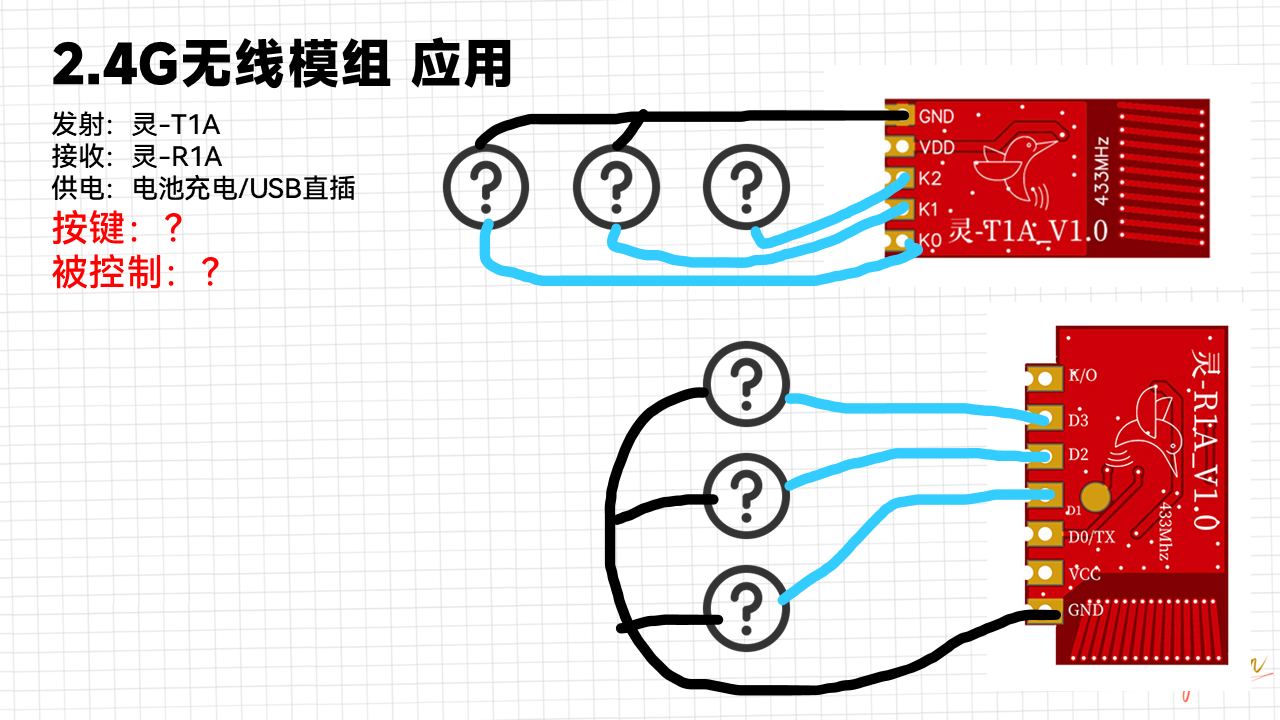 2.4G无线模组 应用
发射：灵-T1A
接收：灵-R1A
供电：电池充电/USB直插
按键：？
被控制：？
?
?
?
GND
VDD
K2
K1
K0
灵-T1A_V1.0
433MHz
?
?
?
K/O
D3
D2
D1
D0/TX
VCC
GND
灵-R1A_V1.0
433Mhz